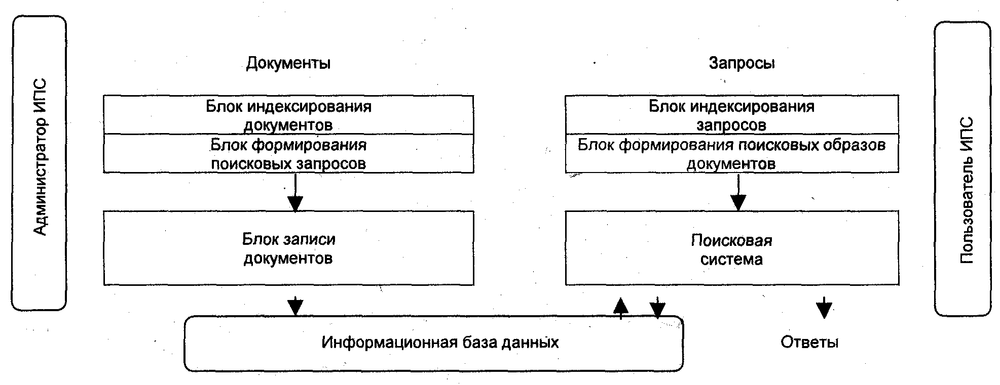 Администратор ИПС
Документы
Блок индексирования
документов
Блок формирования
поисковых запросов
Блок записи
документов
Запросы
Блок индексирования
запросов
Блок формирования поисковых образов
документов
Поисковая
система
Информационная база данных
Ответы
Пользователь ИПС